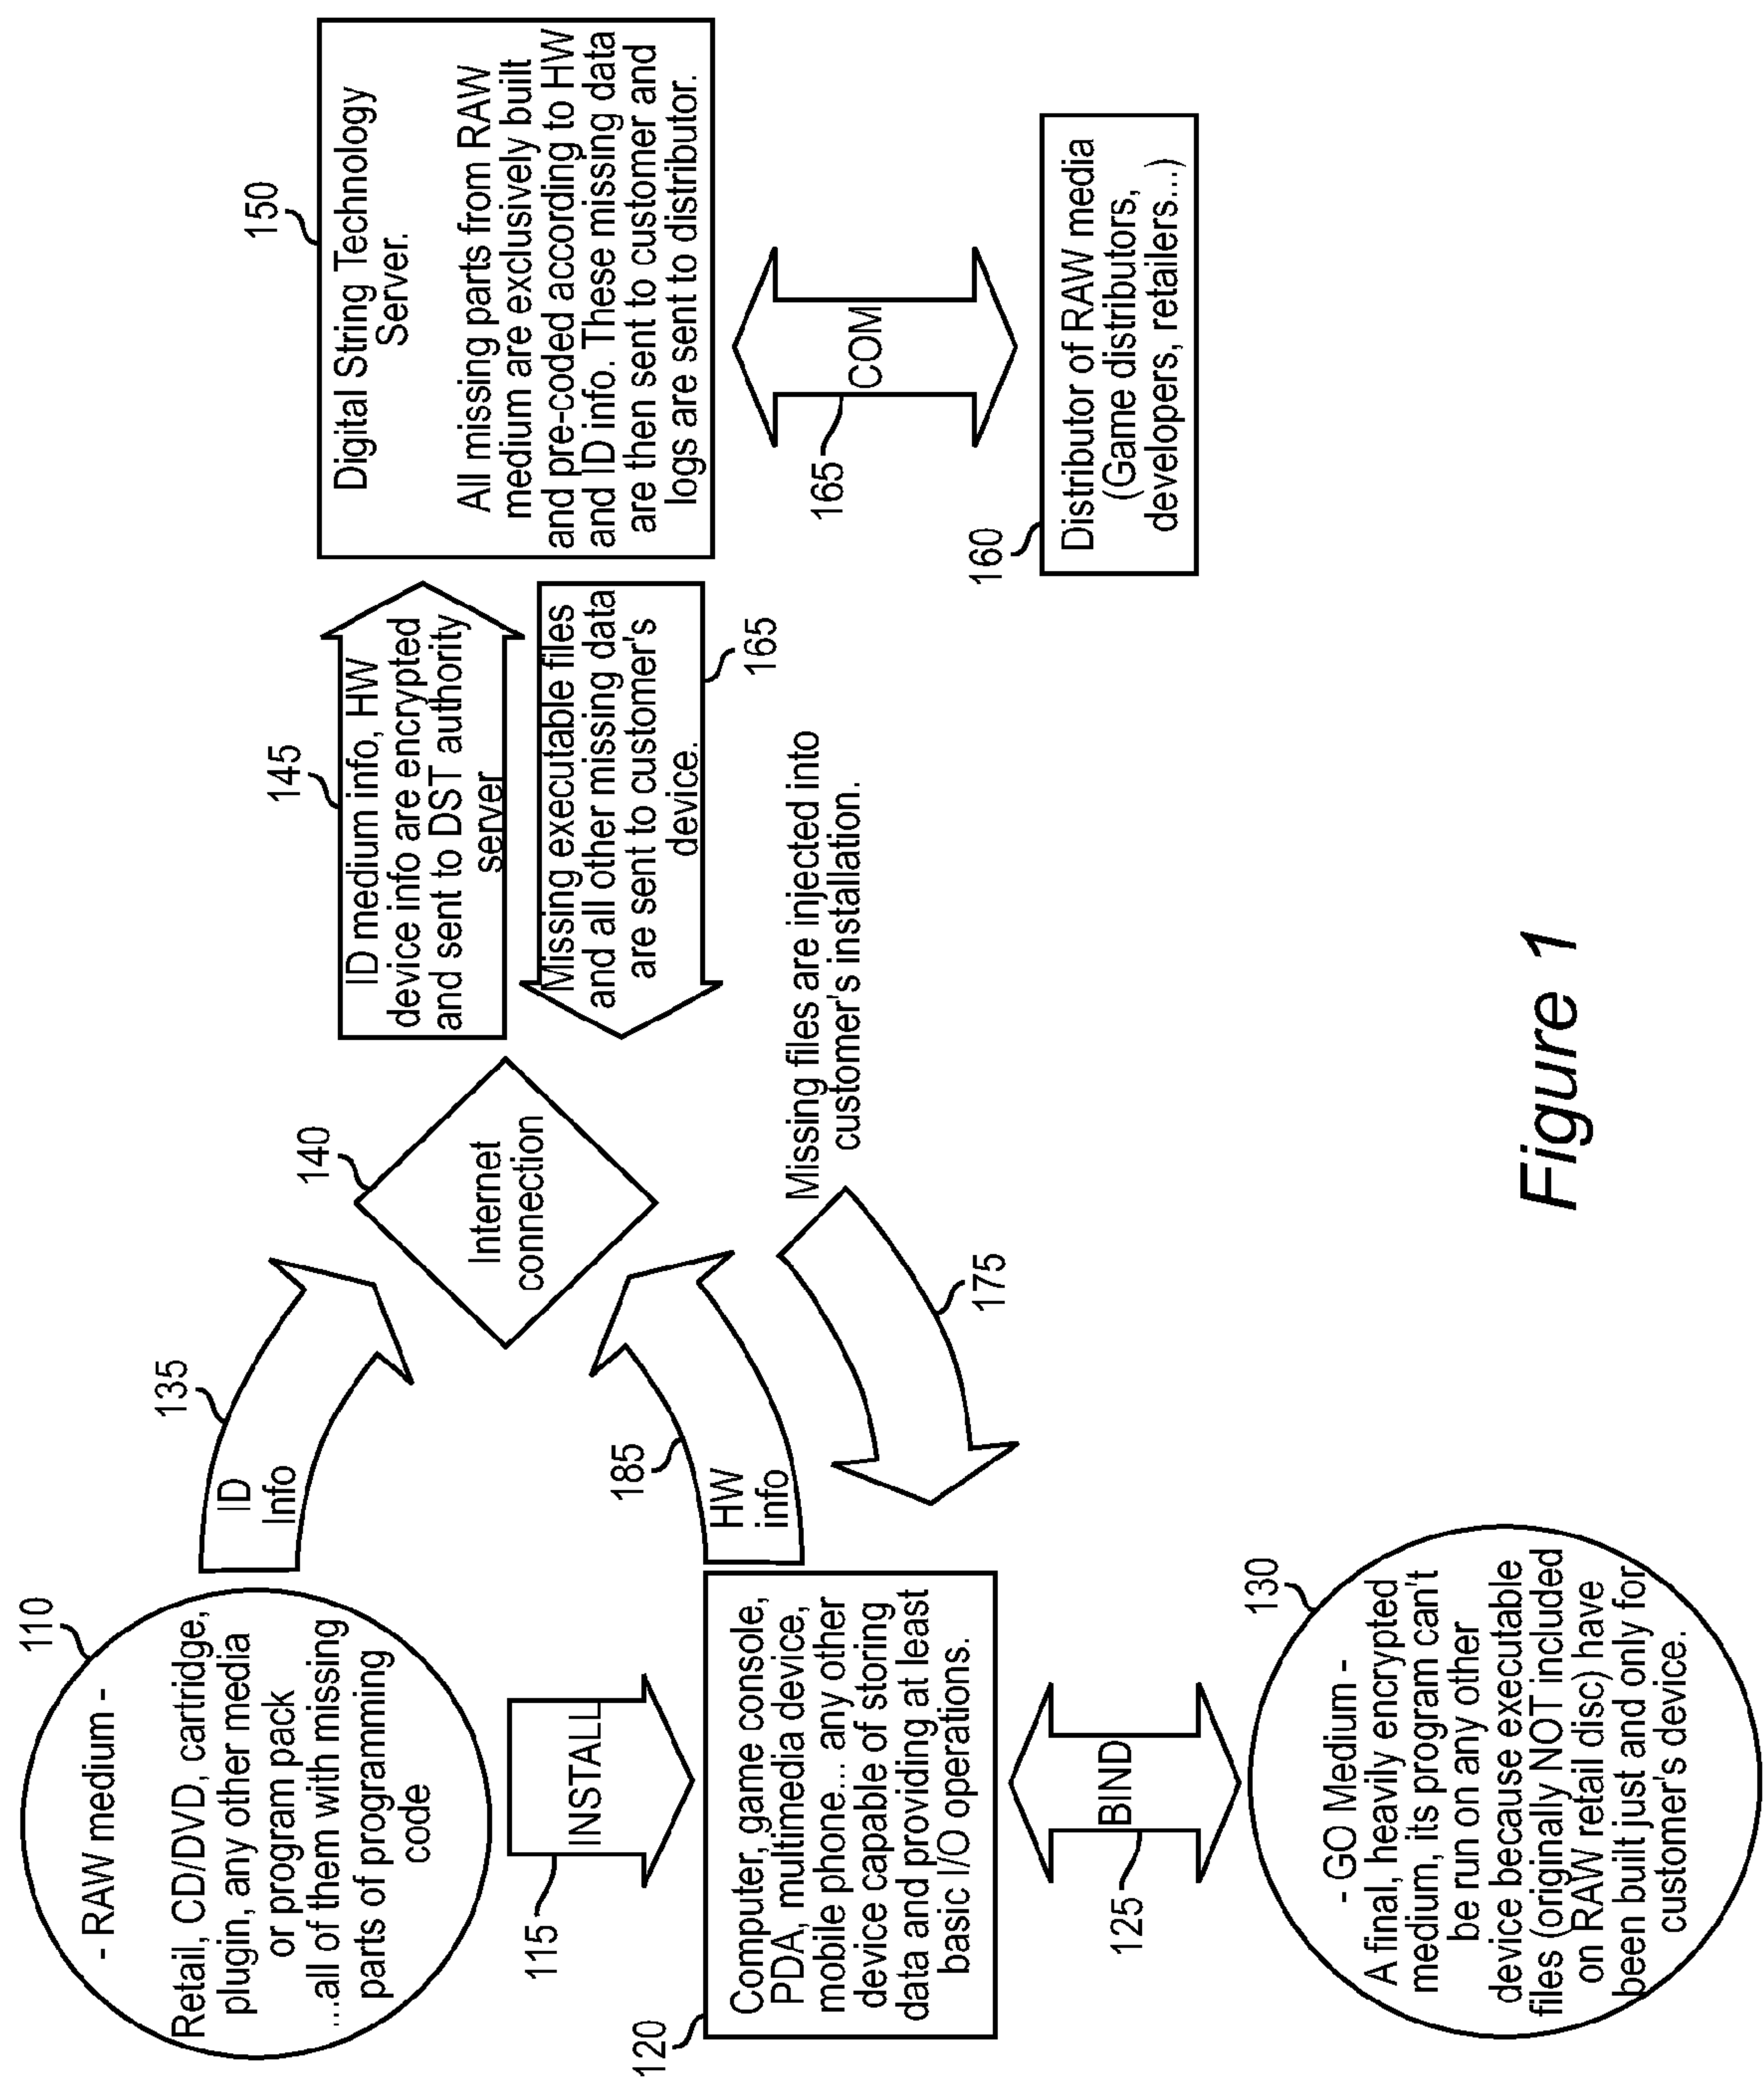 110
- RAW medium -
Retail, CD/DVD, cartridge,
plugin, any other media
or program pack
...all of them with missing
parts of programming
code
135
ID
Info
115
INSTALL
120
Computer, game console,
PDA, multimedia device,
mobile phone... any other
device capable of storing
data and providing at least
basic I/O operations.
185
HW
info
140
Internet
connection
145
ID medium info, HW
device info are encrypted
and sent to DST authority
server
Missing executable files
and all other missing data
are sent to customer's
device.
165
150
Digital String Technology
Server.
All missing parts from RAW
medium are exclusively built
and pre-coded according to HW
and ID info. These missing data
are then sent to customer and
logs are sent to distributor.
165
COM
160
Distributor of RAW media
(Game distributors,
developers, retailers...)
Missing files are injected into
customer's installation.
175
125
BIND
130
- GO Medium -
A final, heavily encrypted
medium, its program can't
be run on any other
device because executable
files (originally NOT included
on RAW retail disc) have
been built just and only for
customer's device.
Figure 1